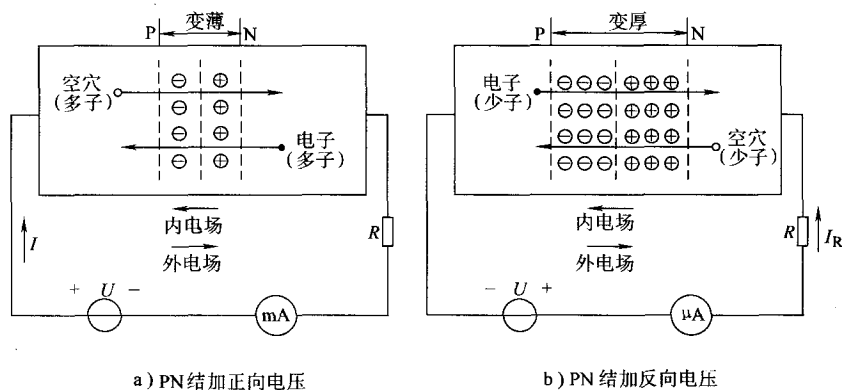 变薄
P N
空穴
(多子)
⊖ ⊕
⊖ ⊕
⊖ ⊕
⊖ ⊕
电子
(多子)
内电场
外电场
I
R
+ U −
mA
a) PN结加正向电压
变厚
P N
电子
(少子)
⊖⊖⊖ ⊕⊕⊕
⊖⊖⊖ ⊕⊕⊕
⊖⊖⊖ ⊕⊕⊕
⊖⊖⊖ ⊕⊕⊕
空穴
(少子)
内电场
外电场
R
I_R
− U +
μA
b) PN结加反向电压